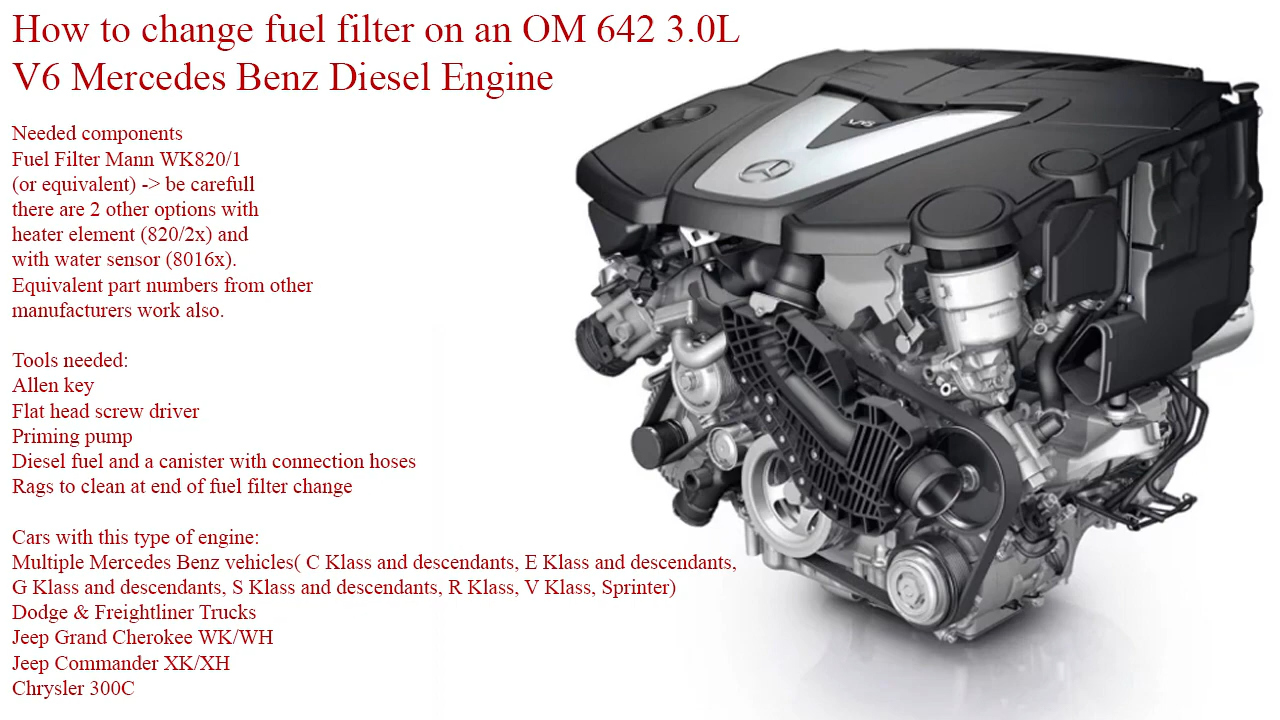 How to change fuel filter on an OM 642 3.0L
V6 Mercedes Benz Diesel Engine
Needed components
Fuel Filter Mann WK820/1
(or equivalent) -> be carefull
there are 2 other options with
heater element (820/2x) and
with water sensor (8016x).
Equivalent part numbers from other
manufacturers work also.
Tools needed:
Allen key
Flat head screw driver
Priming pump
Diesel fuel and a canister with connection hoses
Rags to clean at end of fuel filter change
Cars with this type of engine:
Multiple Mercedes Benz vehicles( C Klass and descendants, E Klass and descendants,
G Klass and descendants, S Klass and descendants, R Klass, V Klass, Sprinter)
Dodge & Freightliner Trucks
Jeep Grand Cherokee WK/WH
Jeep Commander XK/XH
Chrysler 300C
V6